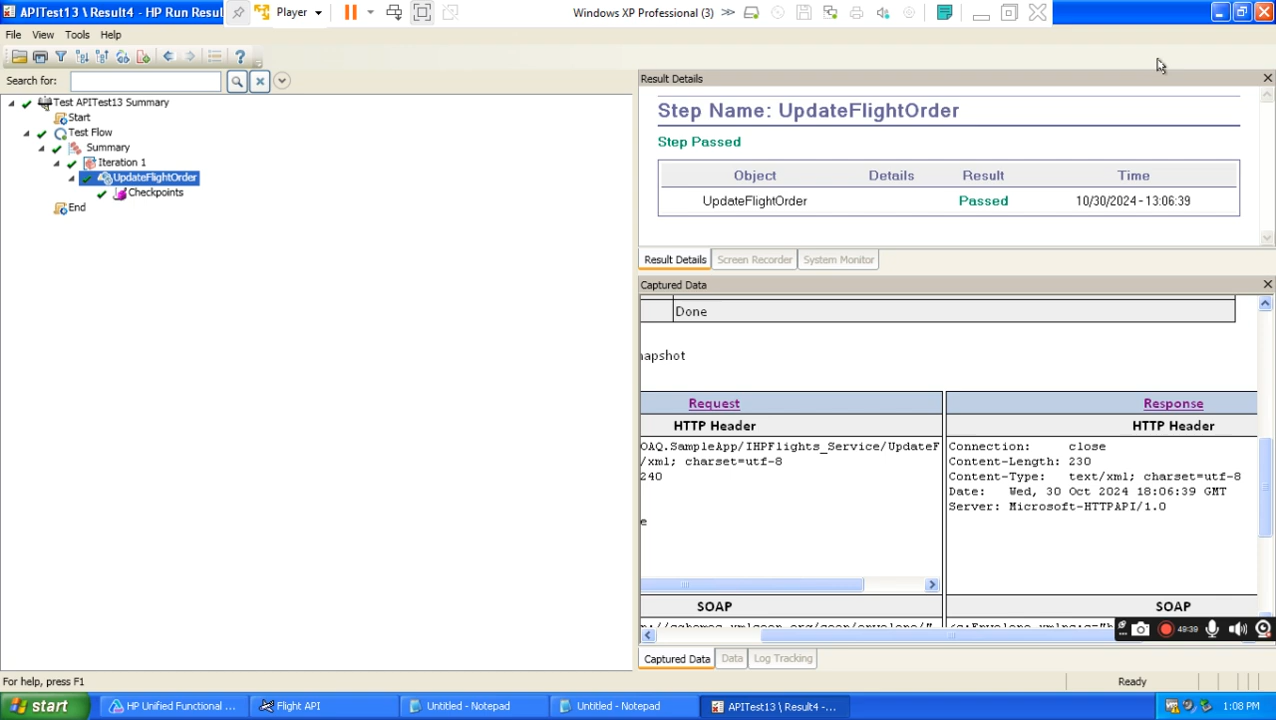 APITest13 \ Result4 - HP Run Resul
Player
Windows XP Professional (3)
File View Tools Help
Search for:
Test APITest13 Summary
Start
Test Flow
Summary
Iteration 1
UpdateFlightOrder
Checkpoints
End
Result Details
Step Name: UpdateFlightOrder
Step Passed
Object Details Result Time
UpdateFlightOrder Passed 10/30/2024 - 13:06:39
Result Details Screen Recorder System Monitor
Captured Data
Done
napshot
Request Response
HTTP Header HTTP Header
OAQ.SampleApp/IHPFlights_Service/UpdateF
/xml; charset=utf-8
240
e
Connection: close
Content-Length: 230
Content-Type: text/xml; charset=utf-8
Date: Wed, 30 Oct 2024 18:06:39 GMT
Server: Microsoft-HTTPAPI/1.0
SOAP SOAP
49:39
Captured Data Data Log Tracking
For help, press F1
Ready
start
HP Unified Functional ...
Flight API
Untitled - Notepad
Untitled - Notepad
APITest13 \ Result4 -...
1:08 PM